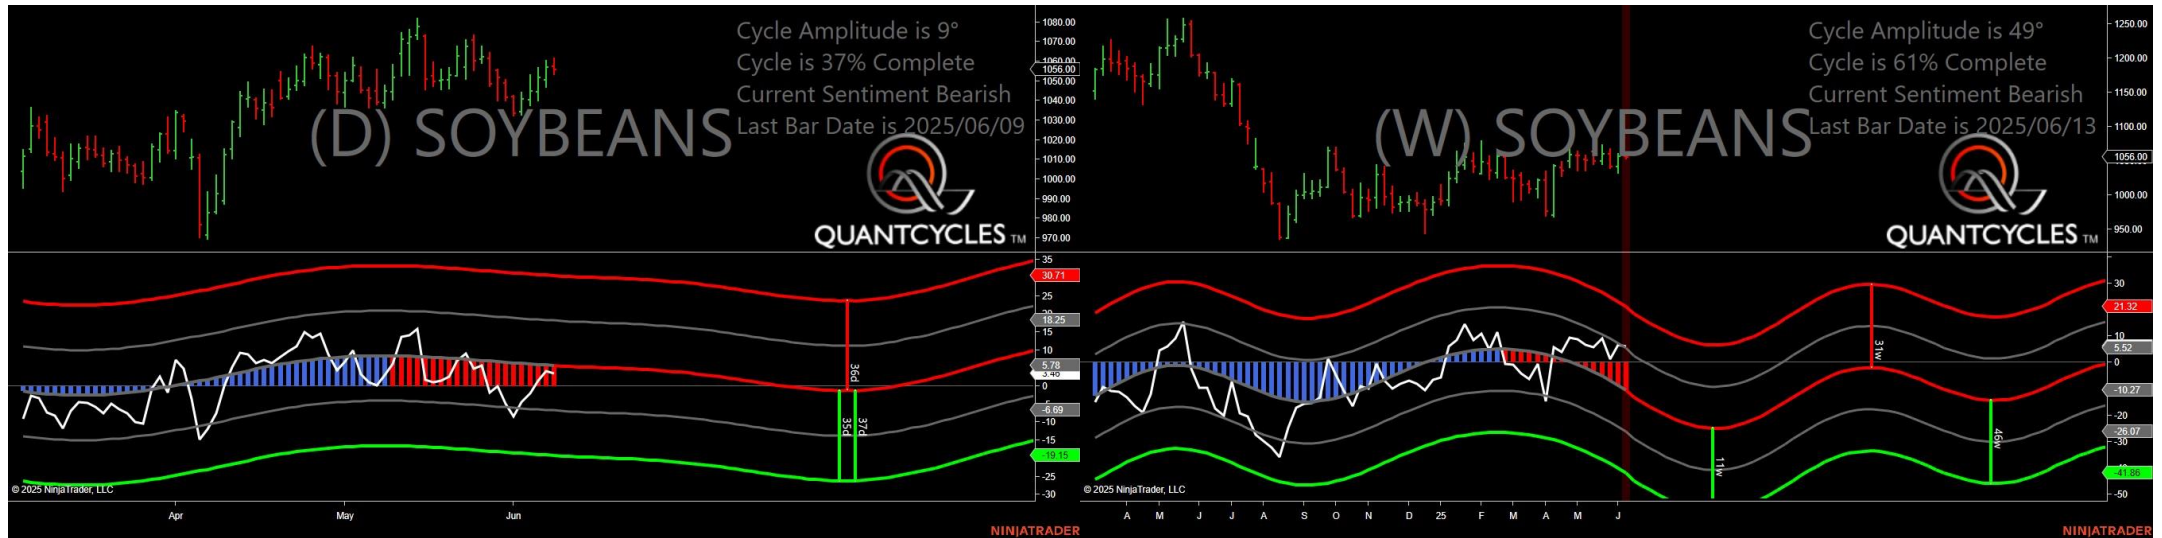 Cycle Amplitude is 9°
Cycle is 37% Complete
Current Sentiment Bearish
Last Bar Date is 2025/06/09
(D) SOYBEANS
QUANTCYCLES TM
1080.00
1070.00
1060.00
1056.00
1050.00
1040.00
1030.00
1020.00
1010.00
1000.00
990.00
980.00
970.00
35
30.71
25
18.25
15
10
5.78
3.40
0
-5
-6.69
-10
-15
-19.15
-25
-30
36d
35d
37d
© 2025 NinjaTrader, LLC
Apr
May
Jun
NINJATRADER
Cycle Amplitude is 49°
Cycle is 61% Complete
Current Sentiment Bearish
Last Bar Date is 2025/06/13
(W) SOYBEANS
QUANTCYCLES TM
1250.00
1200.00
1150.00
1100.00
1056.00
1000.00
950.00
30
21.32
10
5.52
0
-10.27
-20
-26.07
-30
-41.86
-50
31w
11w
46w
© 2025 NinjaTrader, LLC
A M J J A S O N D 25 F M A M J
NINJATRADER